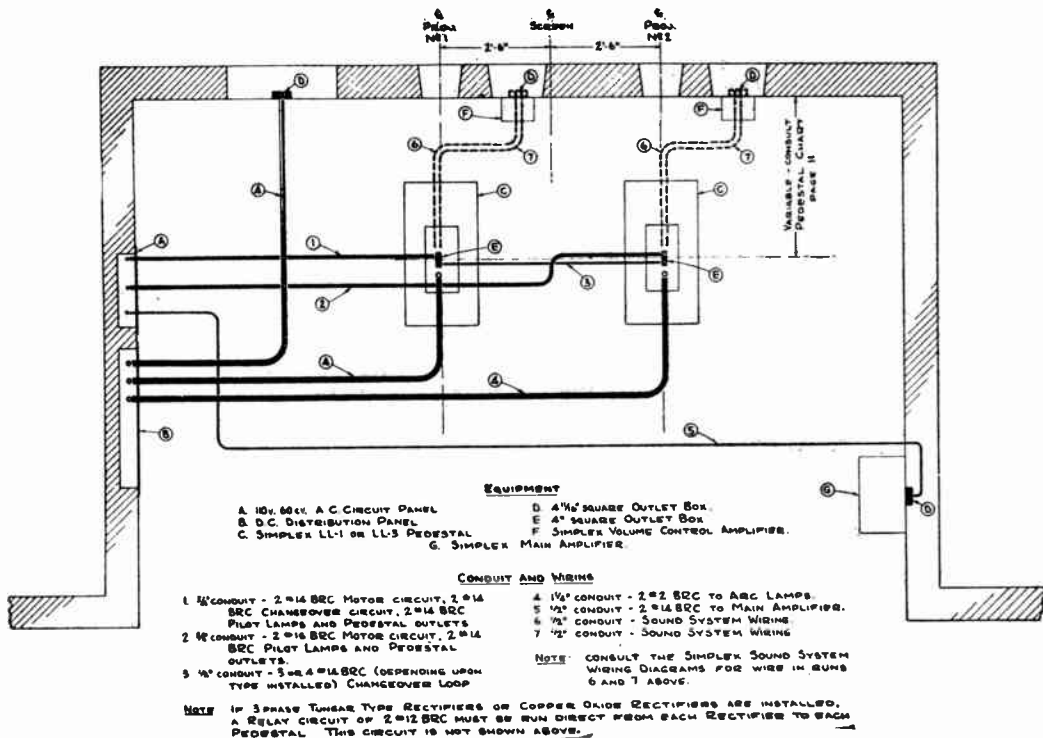 ℄ PROJ. Nº1
℄ SCREEN
℄ PROJ. Nº2
2'-6"
2'-6"
D
D
D
F
F
6
7
6
7
A
C
C
VARIABLE - CONSULT
PEDESTAL CHART
PAGE 11
A
1
E
E
2
3
A
4
B
5
G
D
EQUIPMENT
A. 110V. 60CY. A.C. CIRCUIT PANEL
B. D.C. DISTRIBUTION PANEL
C. SIMPLEX LL-1 OR LL-3 PEDESTAL
D. 4 11/16" SQUARE OUTLET BOX
E 4" SQUARE OUTLET BOX
F SIMPLEX VOLUME CONTROL AMPLIFIER.
G. SIMPLEX MAIN AMPLIFIER.
CONDUIT AND WIRING
1 3/4" CONDUIT - 2 #14 BRC MOTOR CIRCUIT, 2 #14
BRC CHANGEOVER CIRCUIT, 2 #14 BRC
PILOT LAMPS AND PEDESTAL OUTLETS
2 CONDUIT - 2 #14 BRC MOTOR CIRCUIT, 2 #14
BRC PILOT LAMPS AND PEDESTAL
OUTLETS.
3 1/2" CONDUIT - 3 OR 4 #14 BRC (DEPENDING UPON
TYPE INSTALLED) CHANGEOVER LOOP
4 1 1/4" CONDUIT - 2 #2 BRC TO ARC LAMPS.
5 1/2" CONDUIT - 2 #14 BRC TO MAIN AMPLIFIER.
6 1/2" CONDUIT - SOUND SYSTEM WIRING
7 1/2" CONDUIT - SOUND SYSTEM WIRING
NOTE: CONSULT THE SIMPLEX SOUND SYSTEM
WIRING DIAGRAMS FOR WIRE IN RUNS
6 AND 7 ABOVE.
NOTE IF 3 PHASE TUNGAR TYPE RECTIFIERS OR COPPER OXIDE RECTIFIERS ARE INSTALLED,
A RELAY CIRCUIT OF 2 #12 BRC MUST BE RUN DIRECT FROM EACH RECTIFIER TO EACH
PEDESTAL THIS CIRCUIT IS NOT SHOWN ABOVE.